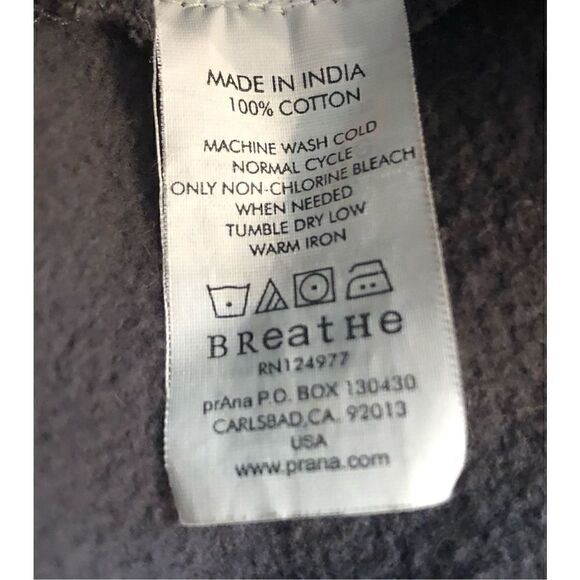 MADE IN INDIA
100% COTTON
MACHINE WASH COLD
NORMAL CYCLE
ONLY NON-CHLORINE BLEACH
WHEN NEEDED
TUMBLE DRY LOW
WARM IRON
BReatHe
RN124977
prAna P.O. BOX 130430
CARLSBAD,CA. 92013
USA
www.prana.com